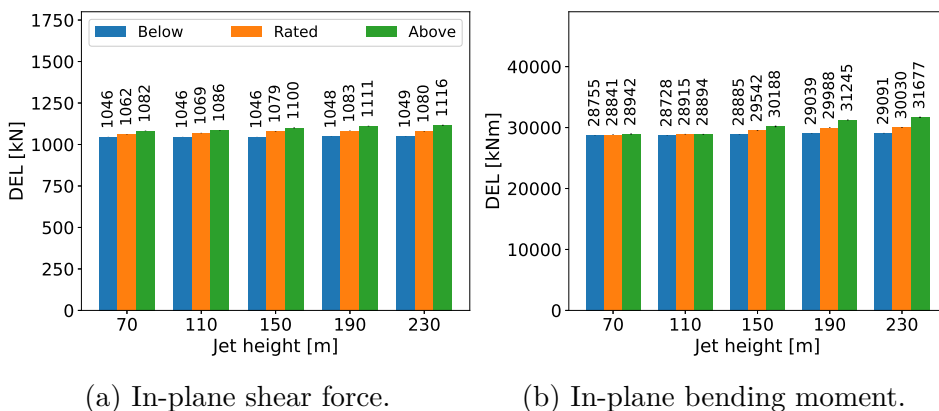 1750
1500
1250
1000
750
500
250
0
DEL [kN]
Below Rated Above
1046 1062 1082 1046 1069 1086 1046 1079 1100 1048 1083 1111 1049 1080 1116
70 110 150 190 230
Jet height [m]
(a) In-plane shear force.
40000
30000
20000
10000
0
DEL [kNm]
28755 28841 28942 28728 28915 28894 28885 29542 30188 29039 29988 31245 29091 30030 31677
70 110 150 190 230
Jet height [m]
(b) In-plane bending moment.